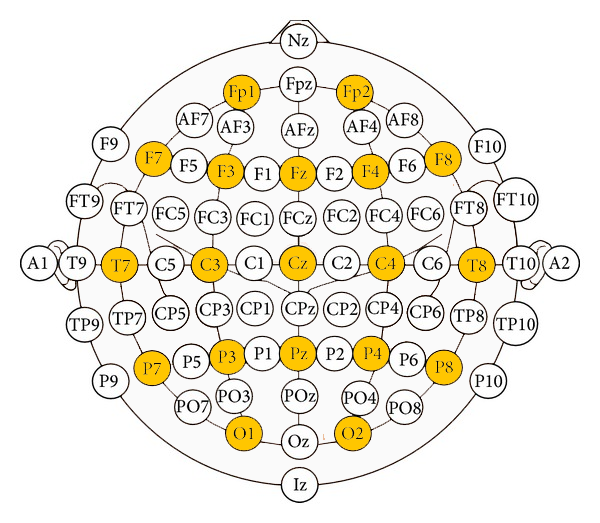 Nz
Fp1 Fpz Fp2
AF7 AF3 AFz AF4 AF8
F9 F10
F7 F5 F3 F1 Fz F2 F4 F6 F8
FT9 FT7 FC5 FC3 FC1 FCz FC2 FC4 FC6 FT8 FT10
A1 T9 T7 C5 C3 C1 Cz C2 C4 C6 T8 T10 A2
TP9 TP7 CP5 CP3 CP1 CPz CP2 CP4 CP6 TP8 TP10
P7 P5 P3 P1 Pz P2 P4 P6 P8
P9 P10
PO7 PO3 POz PO4 PO8
O1 Oz O2
Iz